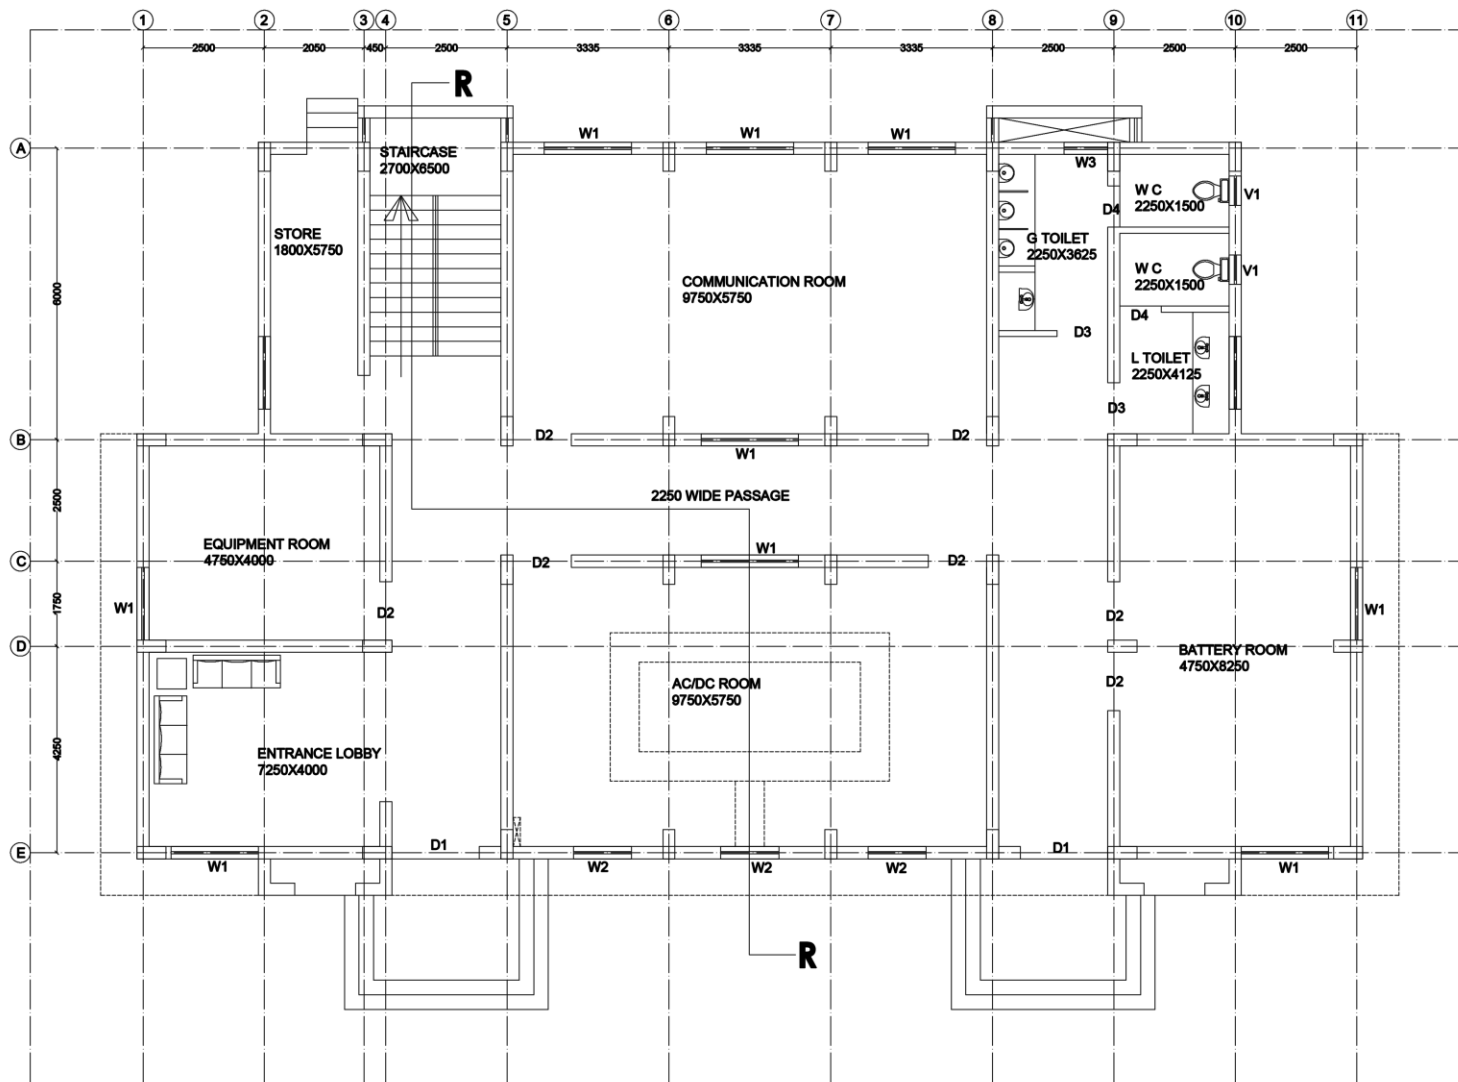 1 2 3 4 5 6 7 8 9 10 11
2500 2050 450 2500 3335 3335 3335 2500 2500 2500
R
W1 W1 W1
A
STAIRCASE
2700X6500
W3
W C
2250X1500
V1
D4
STORE
1800X5750
G TOILET
2250X3625
W C
2250X1500
V1
COMMUNICATION ROOM
9750X5750
6000
D4
D3
L TOILET
2250X4125
D3
B
D2
D2
W1
2500
2250 WIDE PASSAGE
EQUIPMENT ROOM
4750X4000
W1
C
D2
D2
1750
W1
D2
D2
W1
D
BATTERY ROOM
4750X8250
AC/DC ROOM
9750X5750
D2
4250
ENTRANCE LOBBY
7250X4000
D1
D1
E
W1
W2
W2
W2
W1
R